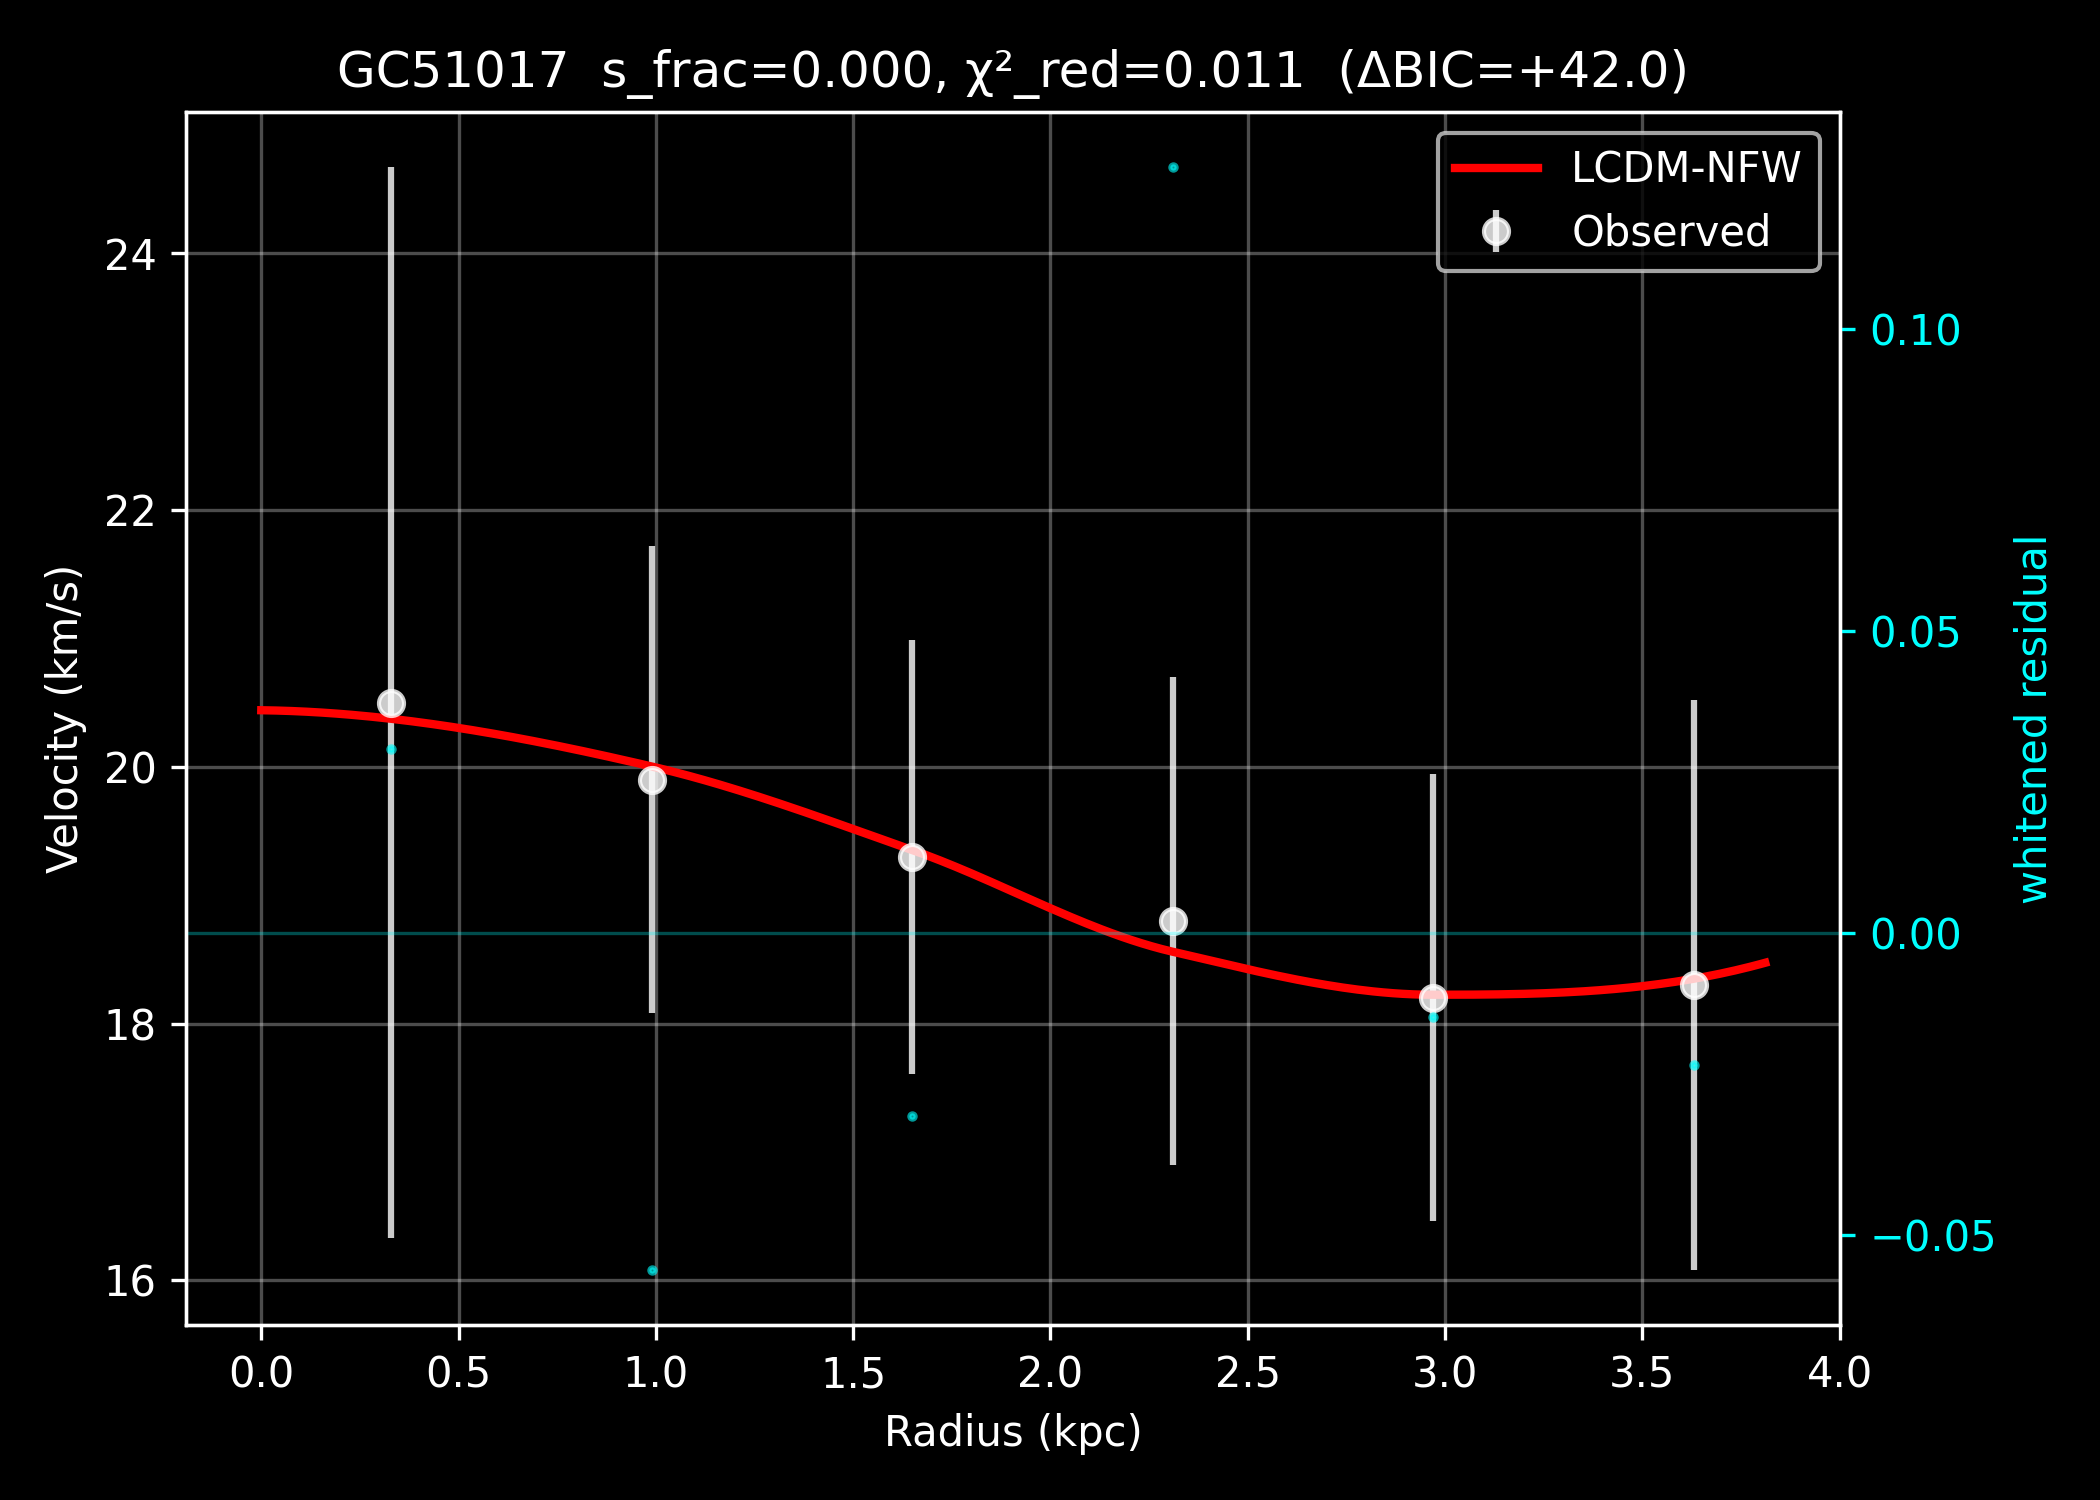 GC51017  s_frac=0.000, χ²_red=0.011  (ΔBIC=+42.0)
LCDM-NFW
Observed
Velocity (km/s)
24
22
20
18
16
0.10
0.05
0.00
−0.05
whitened residual
0.0 0.5 1.0 1.5 2.0 2.5 3.0 3.5 4.0
Radius (kpc)